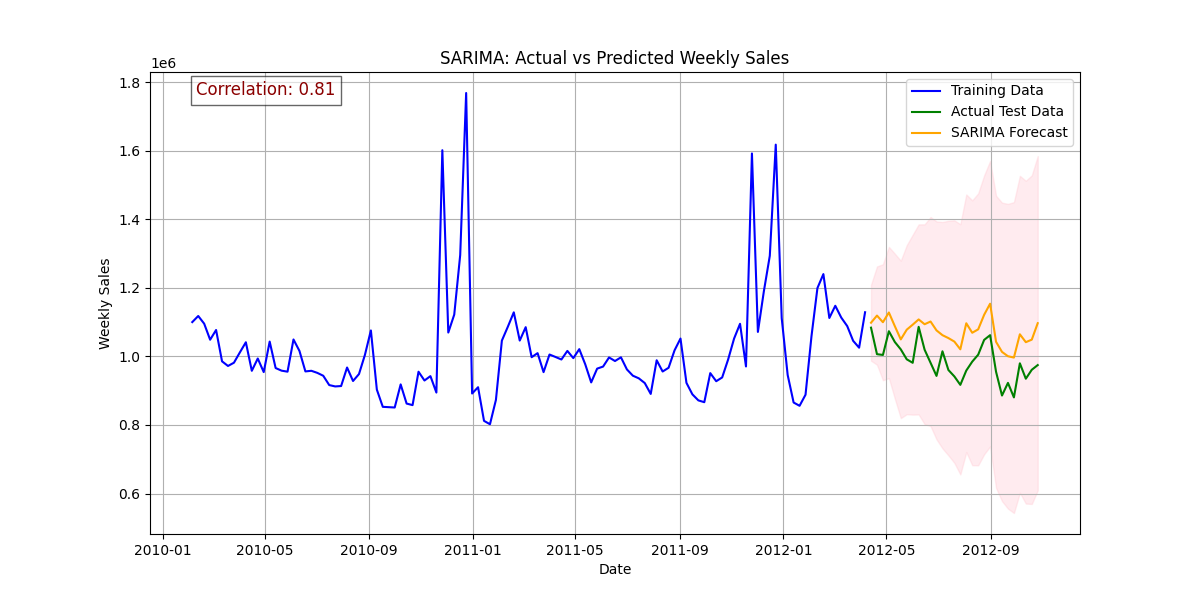 SARIMA: Actual vs Predicted Weekly Sales
1e6
Correlation: 0.81
Training Data
Actual Test Data
SARIMA Forecast
1.8
1.6
1.4
1.2
1.0
0.8
0.6
Weekly Sales
2010-01 2010-05 2010-09 2011-01 2011-05 2011-09 2012-01 2012-05 2012-09
Date